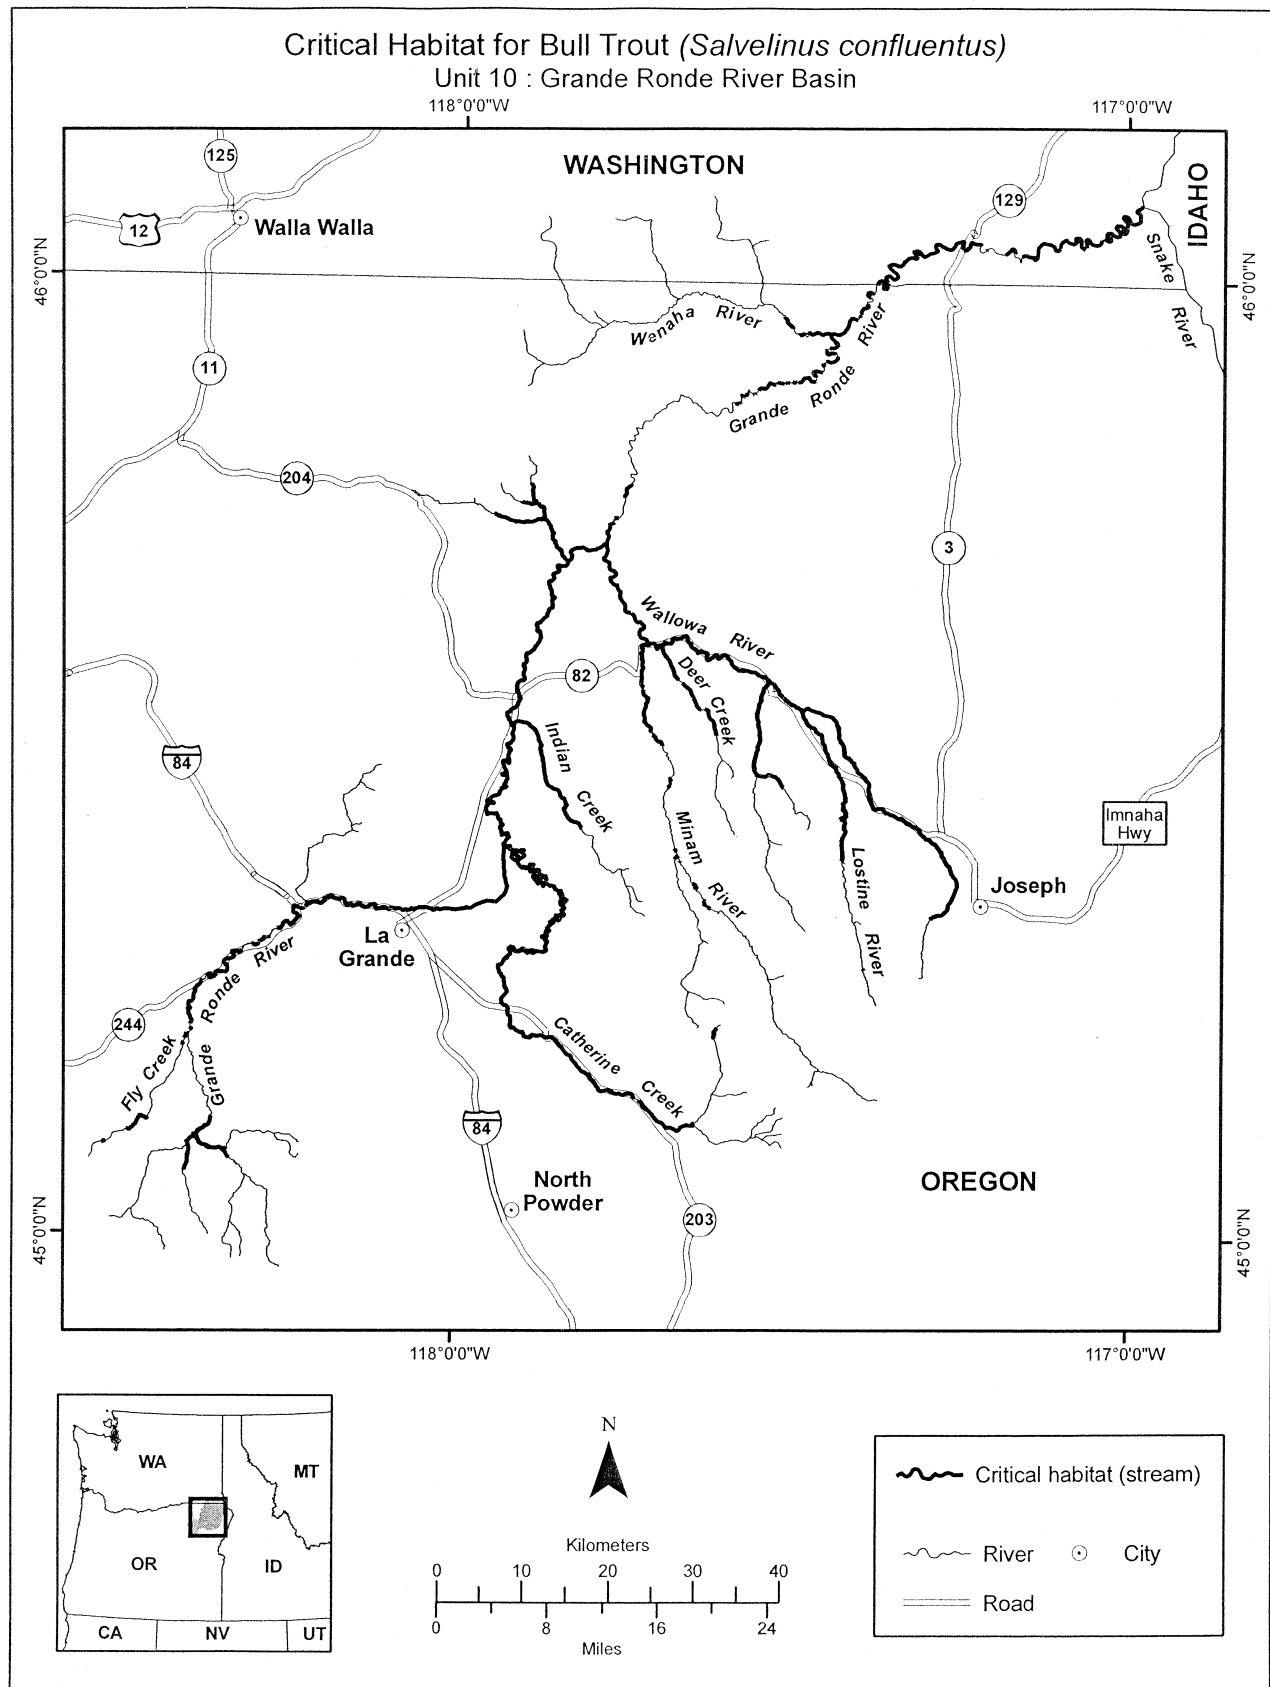 Critical Habitat for Bull Trout (Salvelinus confluentus)
Unit 10 : Grande Ronde River Basin
118°0'0"W
117°0'0"W
125
WASHINGTON
IDAHO
129
12
Walla Walla
46°0'0"N
46°0'0"N
Snake
River
Wenaha River
11
Grande Ronde River
204
3
Wallowa River
82
Deer Creek
Indian Creek
84
Minam River
Imnaha
Hwy
Lostine River
Joseph
La
Grande
Grande Ronde River
244
Fly Creek
Catherine Creek
84
North
Powder
OREGON
203
45°0'0"N
45°0'0"N
118°0'0"W
117°0'0"W
WA
MT
OR
ID
CA
NV
UT
N
Kilometers
0 10 20 30 40
0 8 16 24
Miles
Critical habitat (stream)
River
City
Road